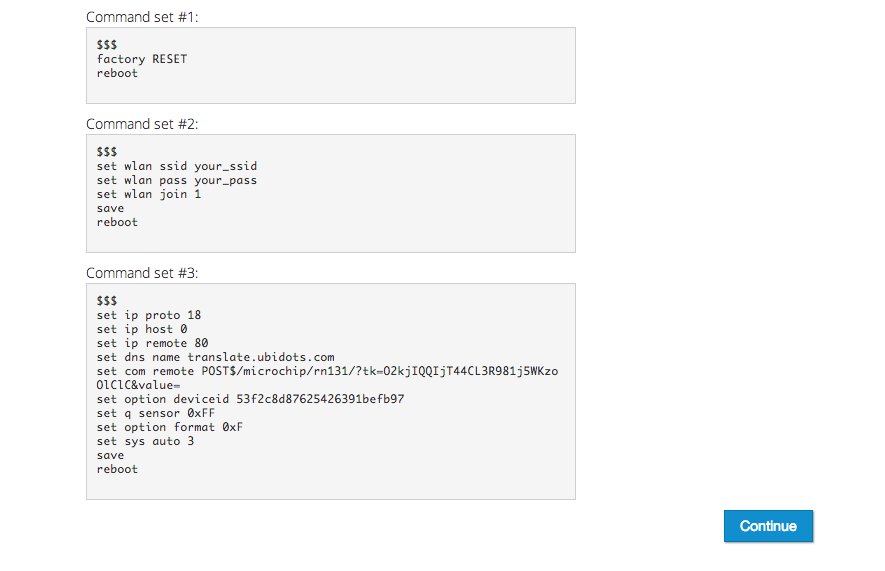 Command set #1:
$$$
factory RESET
reboot
Command set #2:
$$$
set wlan ssid your_ssid
set wlan pass your_pass
set wlan join 1
save
reboot
Command set #3:
$$$
set ip proto 18
set ip host 0
set ip remote 80
set dns name translate.ubidots.com
set com remote POST$/microchip/rn131/?tk=O2kjIQQIjT44CL3R981j5WKzo
OlClC&value=
set option deviceid 53f2c8d87625426391befb97
set q sensor 0xFF
set option format 0xF
set sys auto 3
save
reboot
Continue